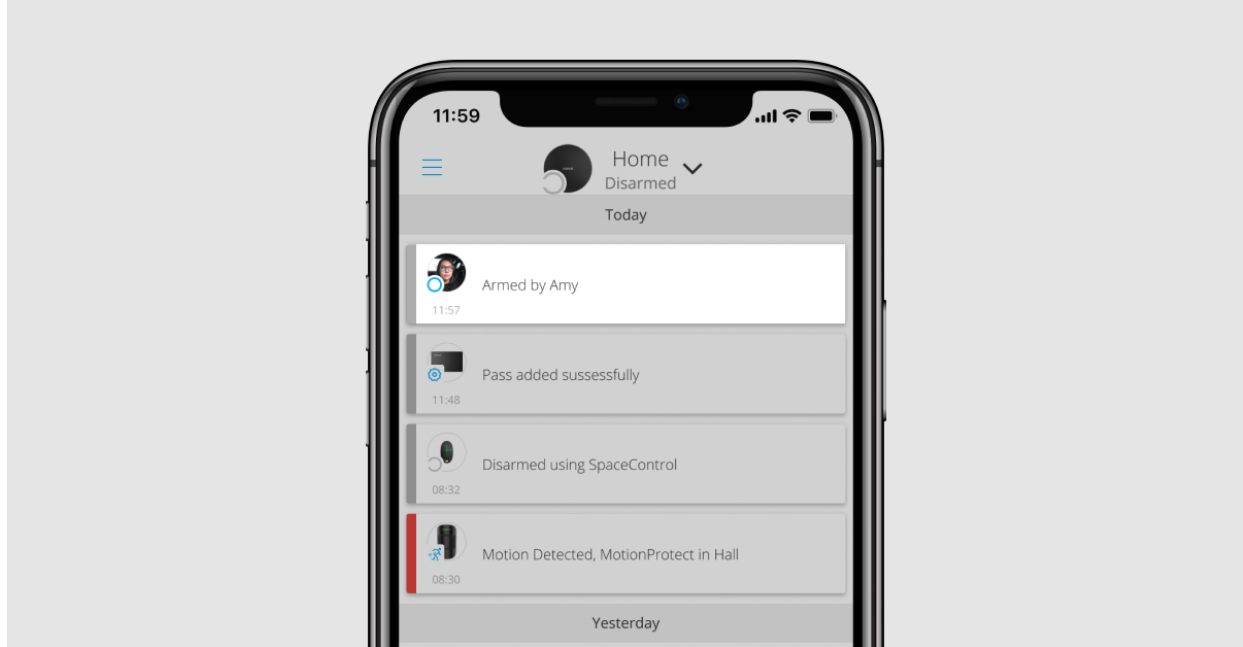 11:59
Home
Disarmed
Today
Armed by Amy
11:57
Pass added sussessfully
11:48
Disarmed using SpaceControl
08:32
Motion Detected, MotionProtect in Hall
08:30
Yesterday